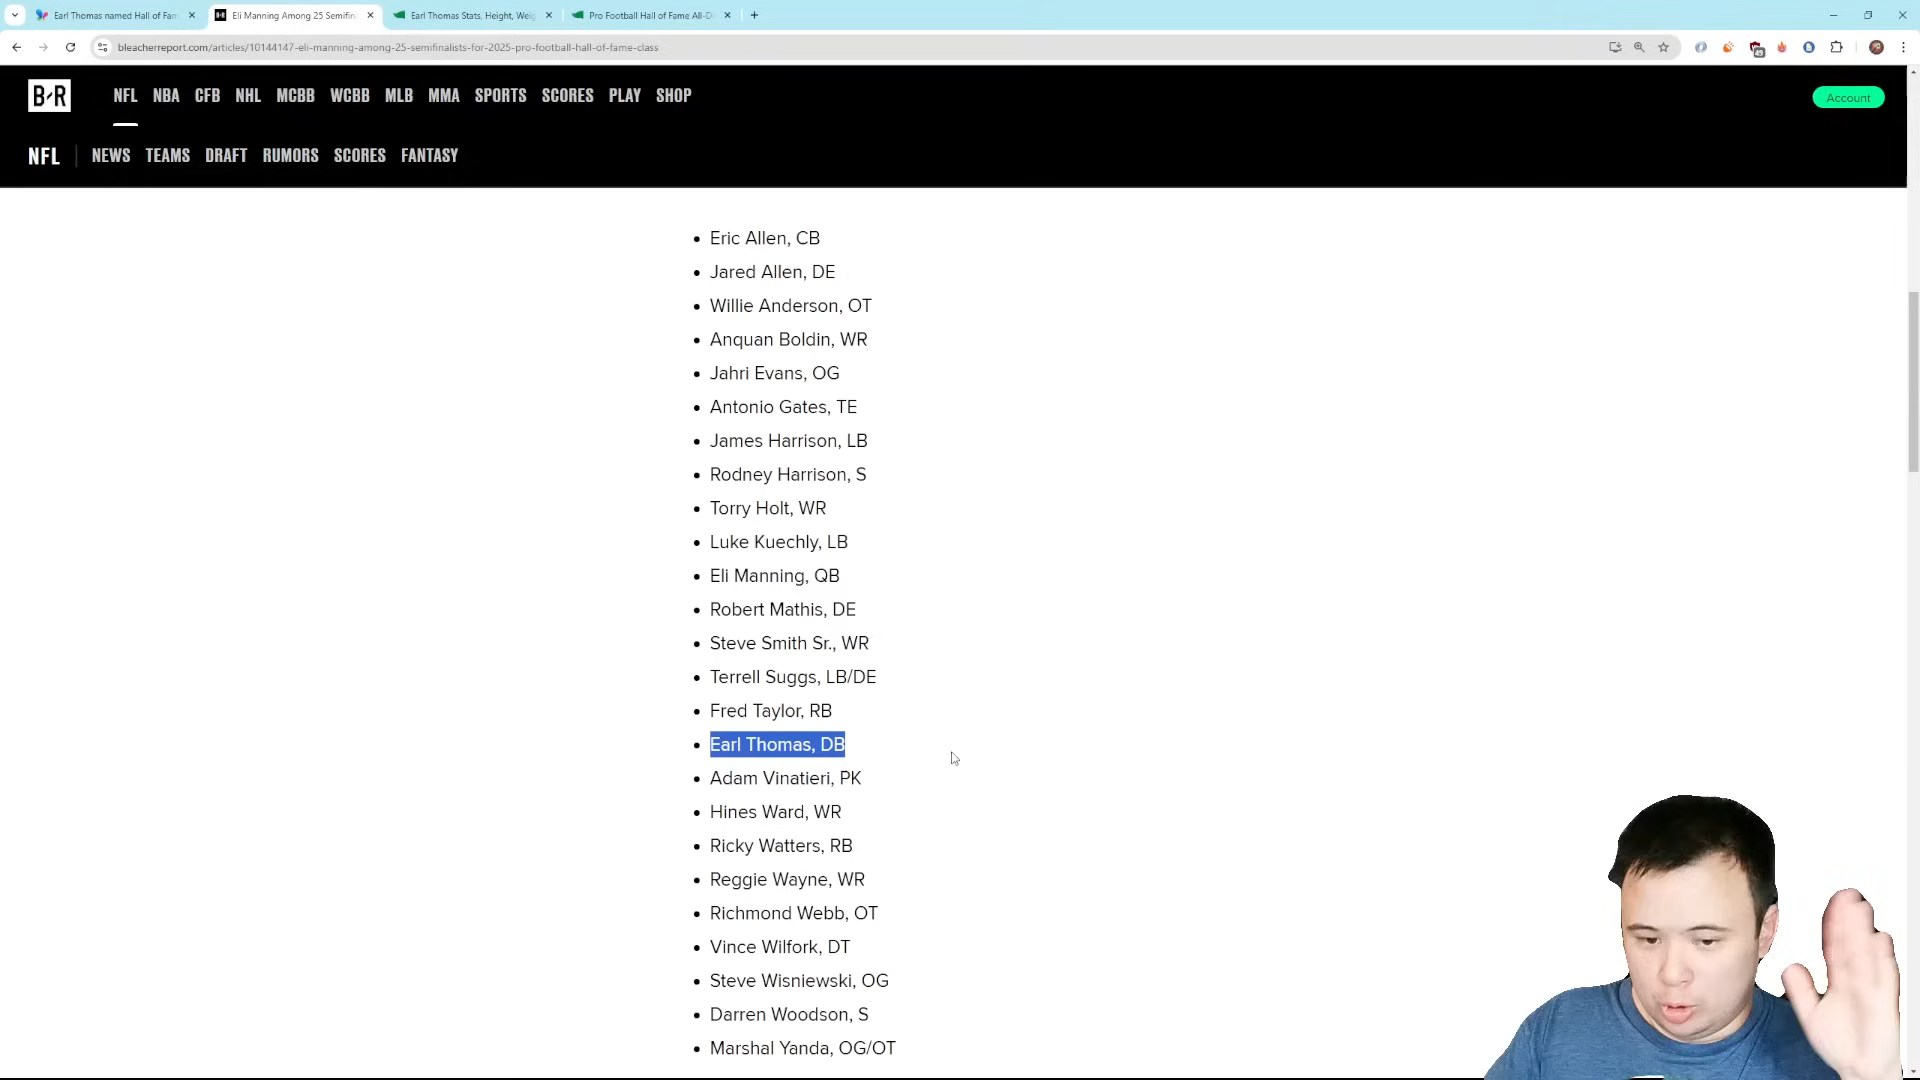 Earl Thomas named Hall of Fam
Eli Manning Among 25 Semifin
Earl Thomas Stats, Height, Weig
Pro Football Hall of Fame All-D
bleacherreport.com/articles/10144147-eli-manning-among-25-semifinalists-for-2025-pro-football-hall-of-fame-class
B/R
NFL NBA CFB NHL MCBB WCBB MLB MMA SPORTS SCORES PLAY SHOP
Account
NFL NEWS TEAMS DRAFT RUMORS SCORES FANTASY
• Eric Allen, CB
• Jared Allen, DE
• Willie Anderson, OT
• Anquan Boldin, WR
• Jahri Evans, OG
• Antonio Gates, TE
• James Harrison, LB
• Rodney Harrison, S
• Torry Holt, WR
• Luke Kuechly, LB
• Eli Manning, QB
• Robert Mathis, DE
• Steve Smith Sr., WR
• Terrell Suggs, LB/DE
• Fred Taylor, RB
• Earl Thomas, DB
• Adam Vinatieri, PK
• Hines Ward, WR
• Ricky Watters, RB
• Reggie Wayne, WR
• Richmond Webb, OT
• Vince Wilfork, DT
• Steve Wisniewski, OG
• Darren Woodson, S
• Marshal Yanda, OG/OT